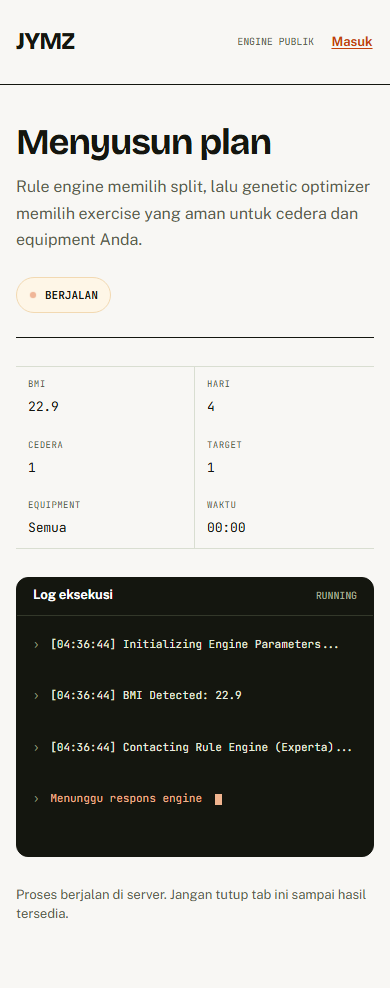 JYMZ
ENGINE PUBLIK
Masuk
Menyusun plan
Rule engine memilih split, lalu genetic optimizer
memilih exercise yang aman untuk cedera dan
equipment Anda.
BERJALAN
BMI
22.9
HARI
4
CEDERA
1
TARGET
1
EQUIPMENT
Semua
WAKTU
00:00
Log eksekusi
RUNNING
› [04:36:44] Initializing Engine Parameters...
› [04:36:44] BMI Detected: 22.9
› [04:36:44] Contacting Rule Engine (Experta)...
› Menunggu respons engine
Proses berjalan di server. Jangan tutup tab ini sampai hasil
tersedia.